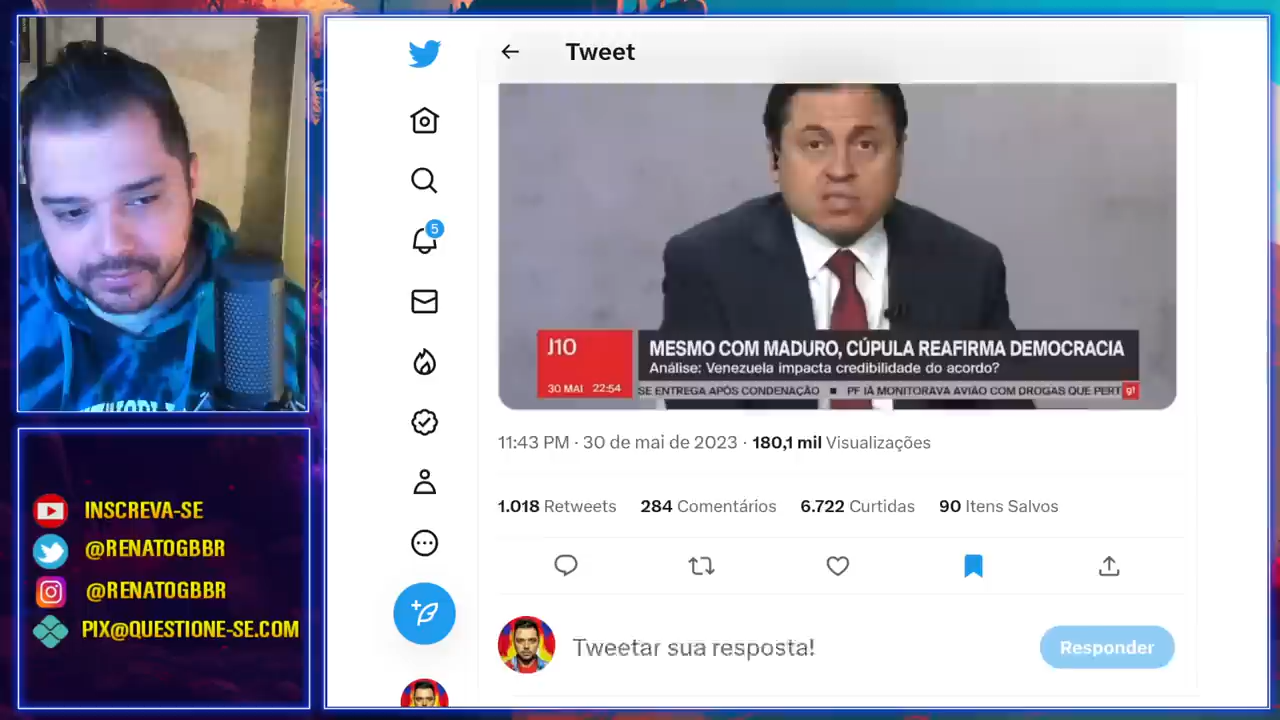 Tweet
5
J10
30 MAI 22:54
MESMO COM MADURO, CÚPULA REAFIRMA DEMOCRACIA
Análise: Venezuela impacta credibilidade do acordo?
SE ENTREGA APÓS CONDENAÇÃO ■ PF JÁ MONITORAVA AVIÃO COM DROGAS QUE PERT
g1
11:43 PM · 30 de mai de 2023 · 180,1 mil Visualizações
1.018 Retweets 284 Comentários 6.722 Curtidas 90 Itens Salvos
Tweetar sua resposta!
Responder
INSCREVA-SE
@RENATOGBBR
@RENATOGBBR
PIX@QUESTIONE-SE.COM